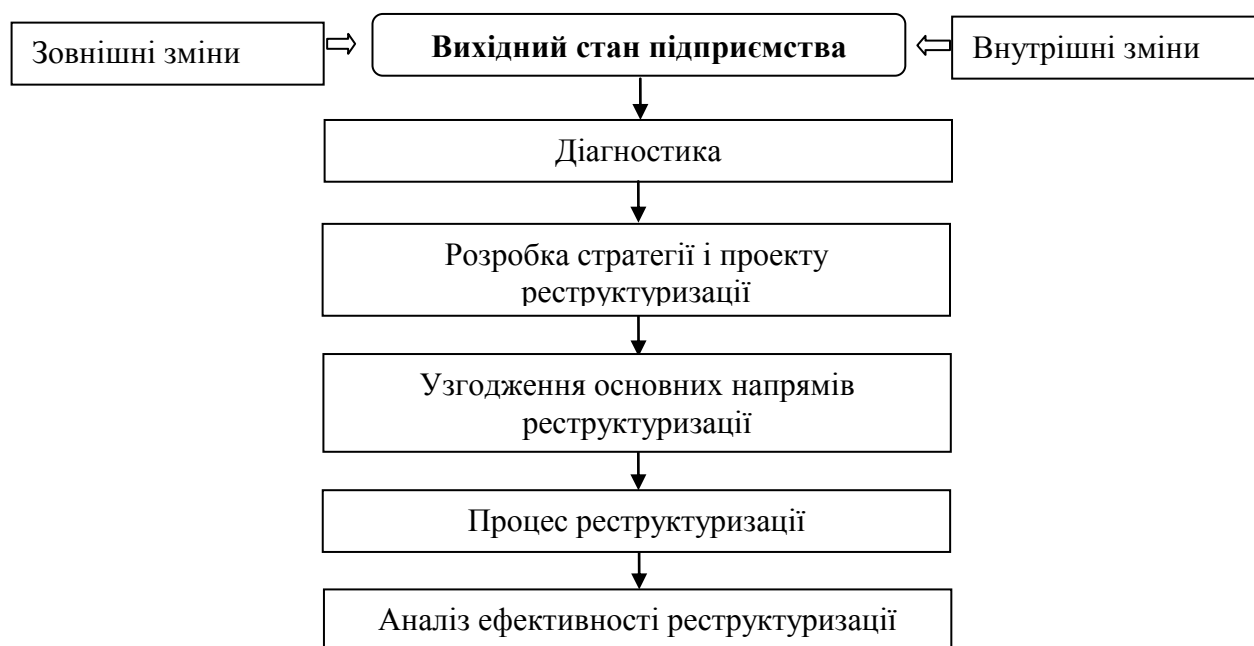 Зовнішні зміни
Вихідний стан підприємства
Внутрішні зміни
Діагностика
Розробка стратегії і проекту
реструктуризації
Узгодження основних напрямів
реструктуризації
Процес реструктуризації
Аналіз ефективності реструктуризації